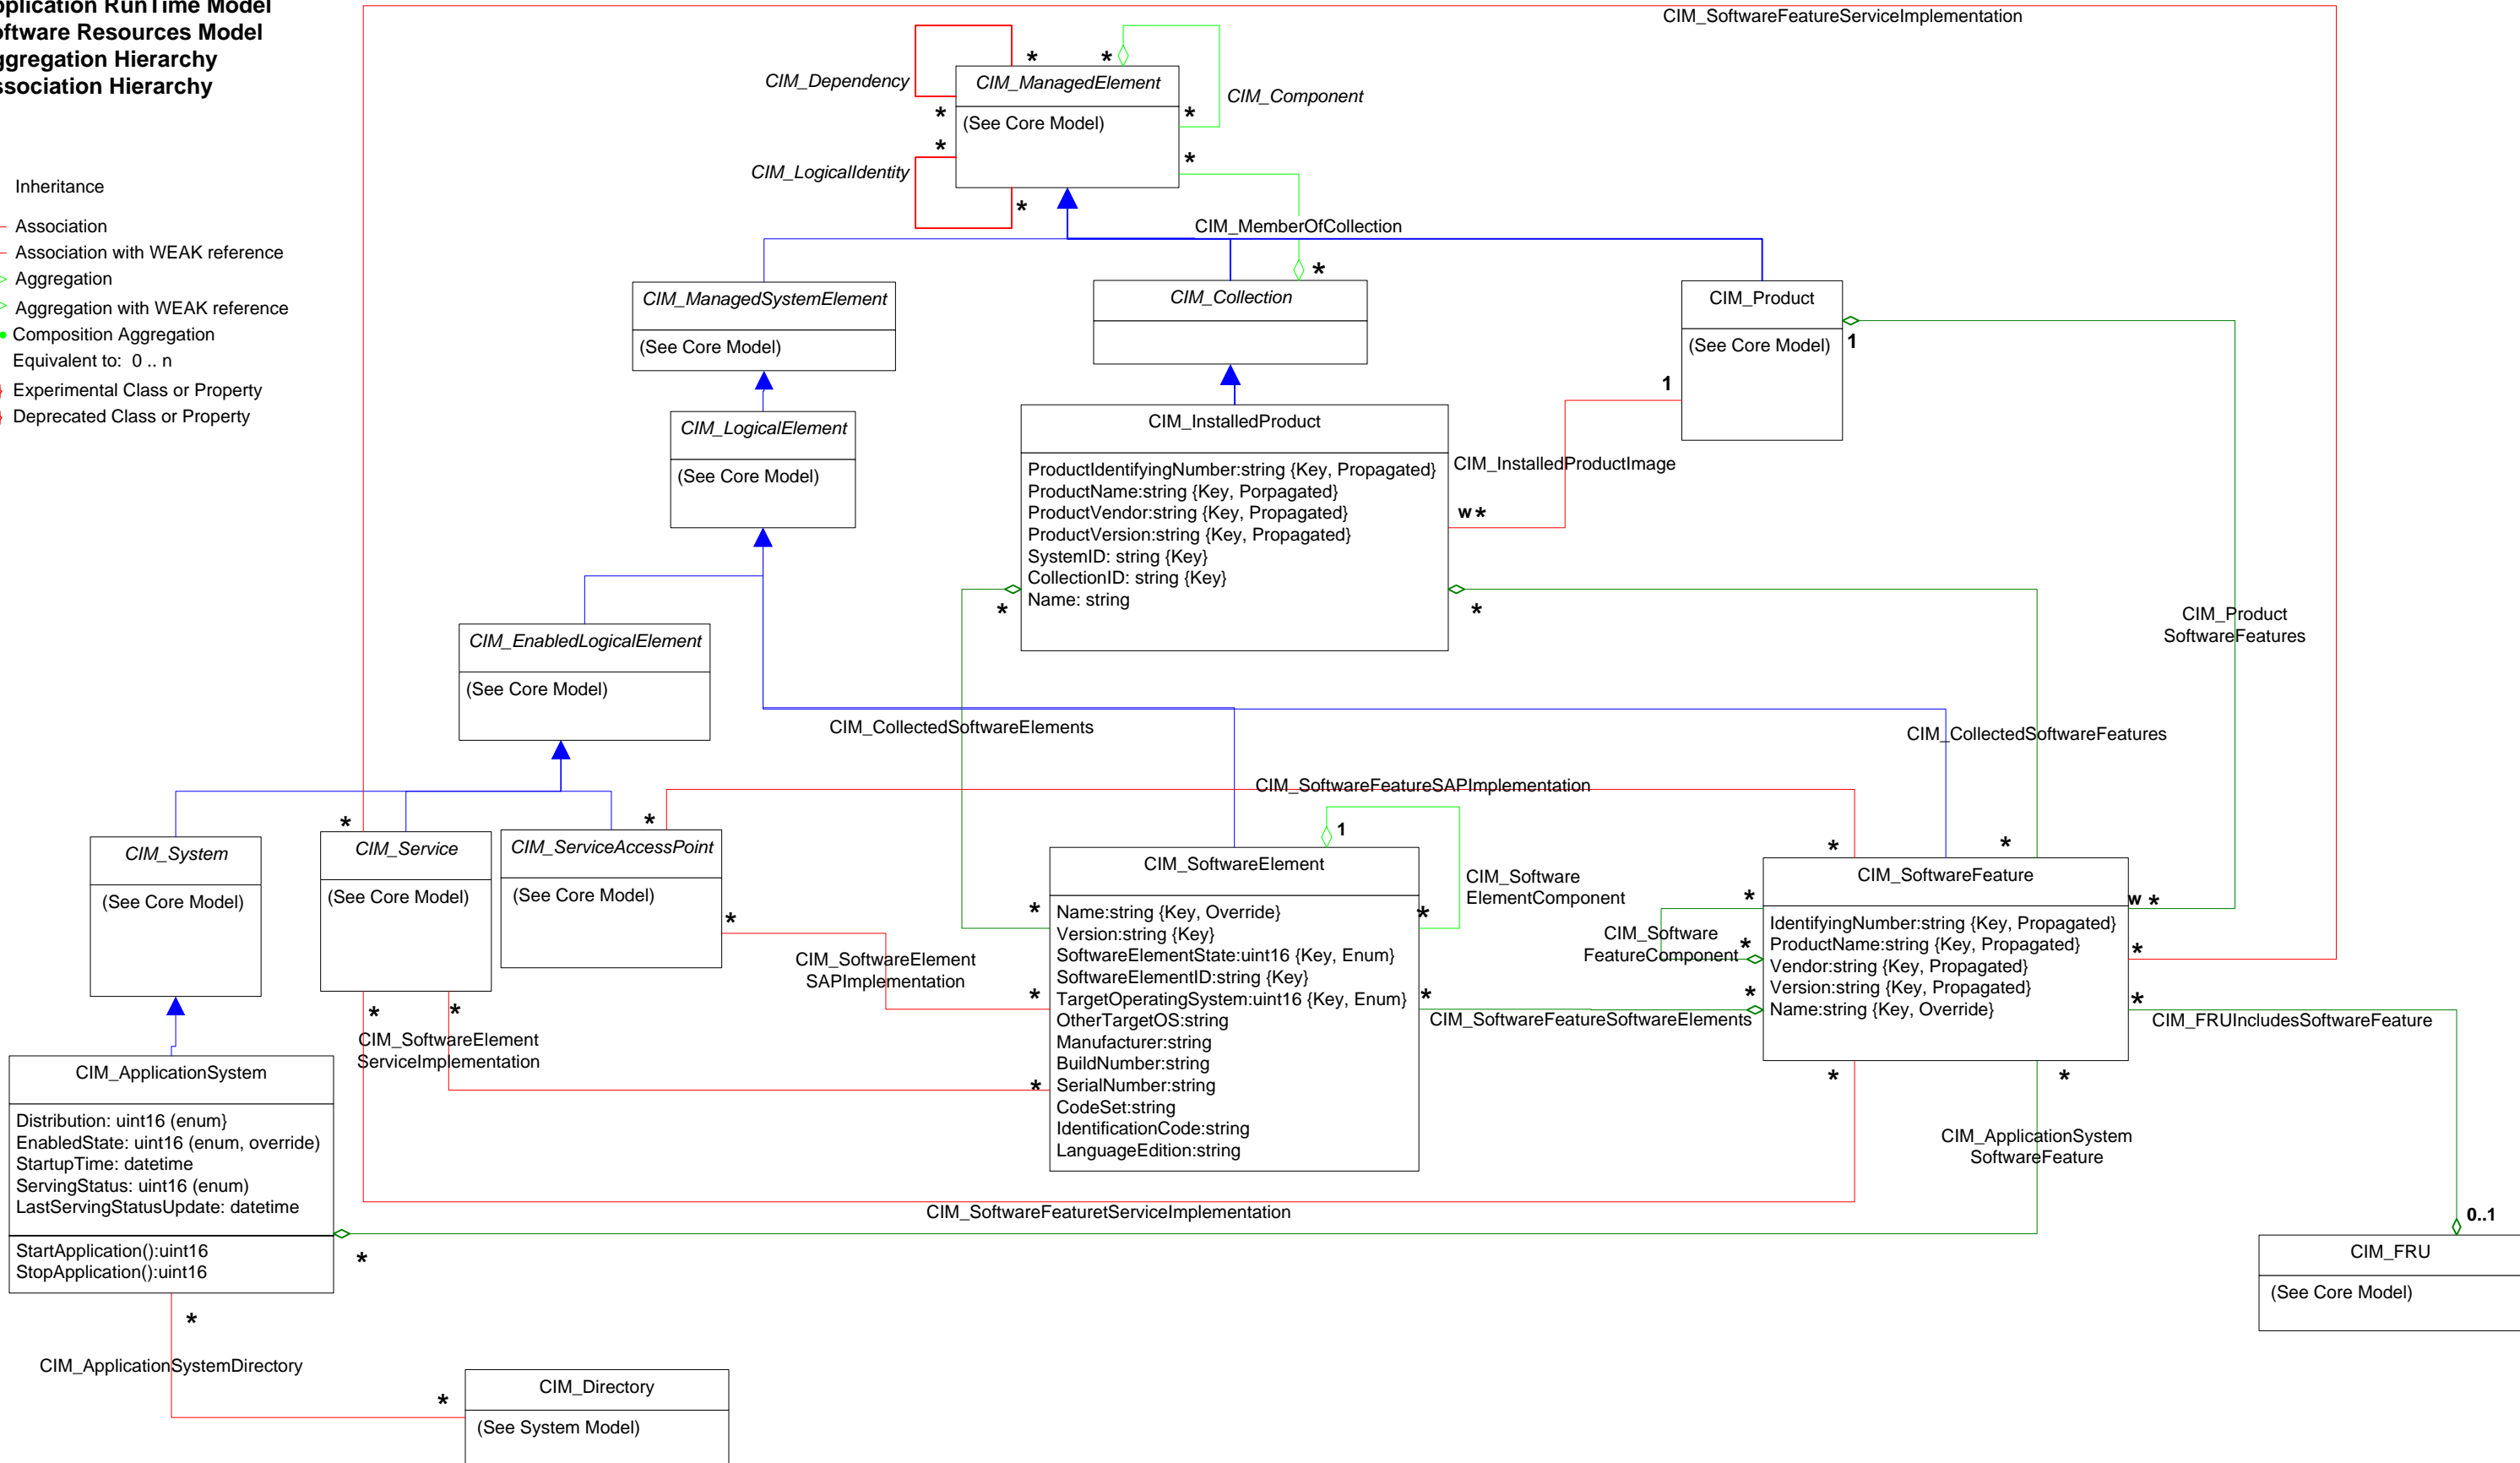 pplication RunTime Model
oftware Resources Model
ggregation Hierarchy
ssociation Hierarchy
Inheritance
Association
Association with WEAK reference
Aggregation
Aggregation with WEAK reference
Composition Aggregation
Equivalent to: 0 .. n
Experimental Class or Property
Deprecated Class or Property
CIM_SoftwareFeatureServiceImplementation
CIM_Dependency
*
*
CIM_ManagedElement
(See Core Model)
CIM_Component
*
*
*
*
CIM_LogicalIdentity
*
CIM_MemberOfCollection
*
CIM_ManagedSystemElement
(See Core Model)
CIM_Collection
CIM_Product
(See Core Model)
1
1
CIM_LogicalElement
(See Core Model)
CIM_InstalledProduct
ProductIdentifyingNumber:string {Key, Propagated}
ProductName:string {Key, Porpagated}
ProductVendor:string {Key, Propagated}
ProductVersion:string {Key, Propagated}
SystemID: string {Key}
CollectionID: string {Key}
Name: string
CIM_InstalledProductImage
w *
*
*
CIM_Product
SoftwareFeatures
CIM_EnabledLogicalElement
(See Core Model)
CIM_CollectedSoftwareElements
CIM_CollectedSoftwareFeatures
CIM_SoftwareFeatureSAPImplementation
*
*
1
*
*
CIM_System
(See Core Model)
CIM_Service
(See Core Model)
CIM_ServiceAccessPoint
(See Core Model)
*
CIM_SoftwareElement
SAPImplementation
CIM_SoftwareElement
Name:string {Key, Override}
Version:string {Key}
SoftwareElementState:uint16 {Key, Enum}
SoftwareElementID:string {Key}
TargetOperatingSystem:uint16 {Key, Enum}
OtherTargetOS:string
Manufacturer:string
BuildNumber:string
SerialNumber:string
CodeSet:string
IdentificationCode:string
LanguageEdition:string
*
*
*
*
*
CIM_Software
ElementComponent
CIM_Software
FeatureComponent
*
*
*
CIM_SoftwareFeatureSoftwareElements
CIM_SoftwareFeature
IdentifyingNumber:string {Key, Propagated}
ProductName:string {Key, Propagated}
Vendor:string {Key, Propagated}
Version:string {Key, Propagated}
Name:string {Key, Override}
w *
*
*
CIM_FRUIncludesSoftwareFeature
*
*
CIM_SoftwareElement
ServiceImplementation
*
*
CIM_ApplicationSystem
Distribution: uint16 (enum}
EnabledState: uint16 (enum, override)
StartupTime: datetime
ServingStatus: uint16 (enum)
LastServingStatusUpdate: datetime
StartApplication():uint16
StopApplication():uint16
CIM_ApplicationSystem
SoftwareFeature
CIM_SoftwareFeaturetServiceImplementation
*
0..1
CIM_FRU
(See Core Model)
*
CIM_ApplicationSystemDirectory
*
CIM_Directory
(See System Model)